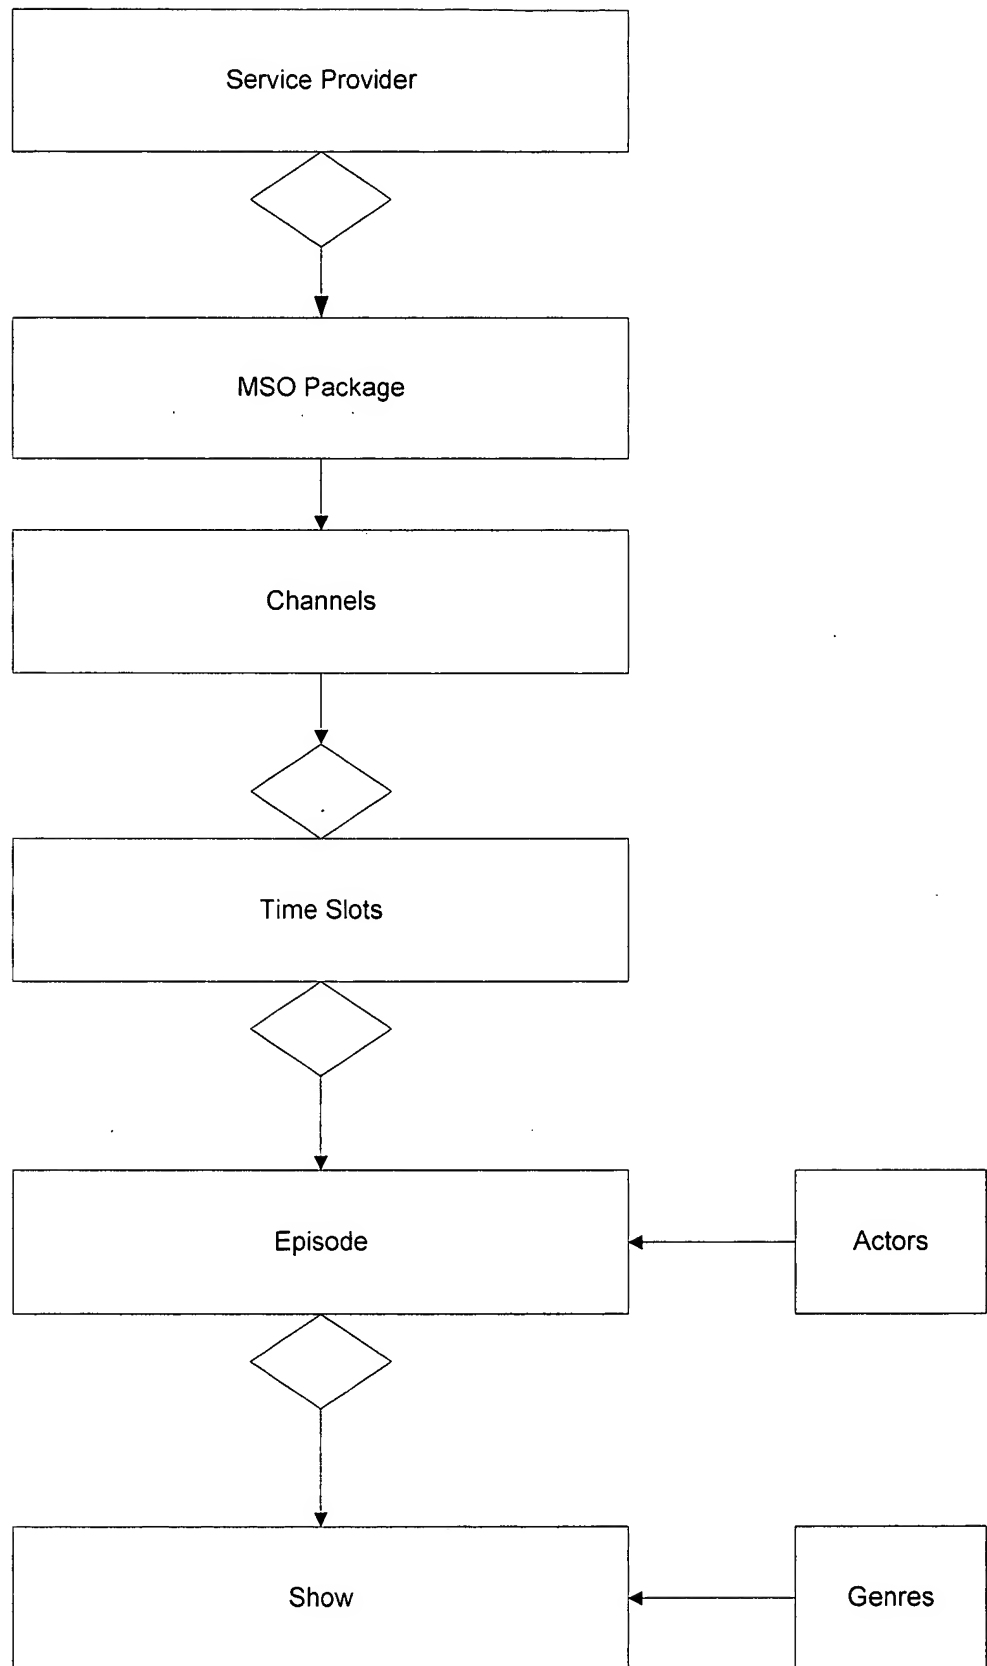 Service Provider
MSO Package
Channels
Time Slots
Episode
Actors
Show
Genres